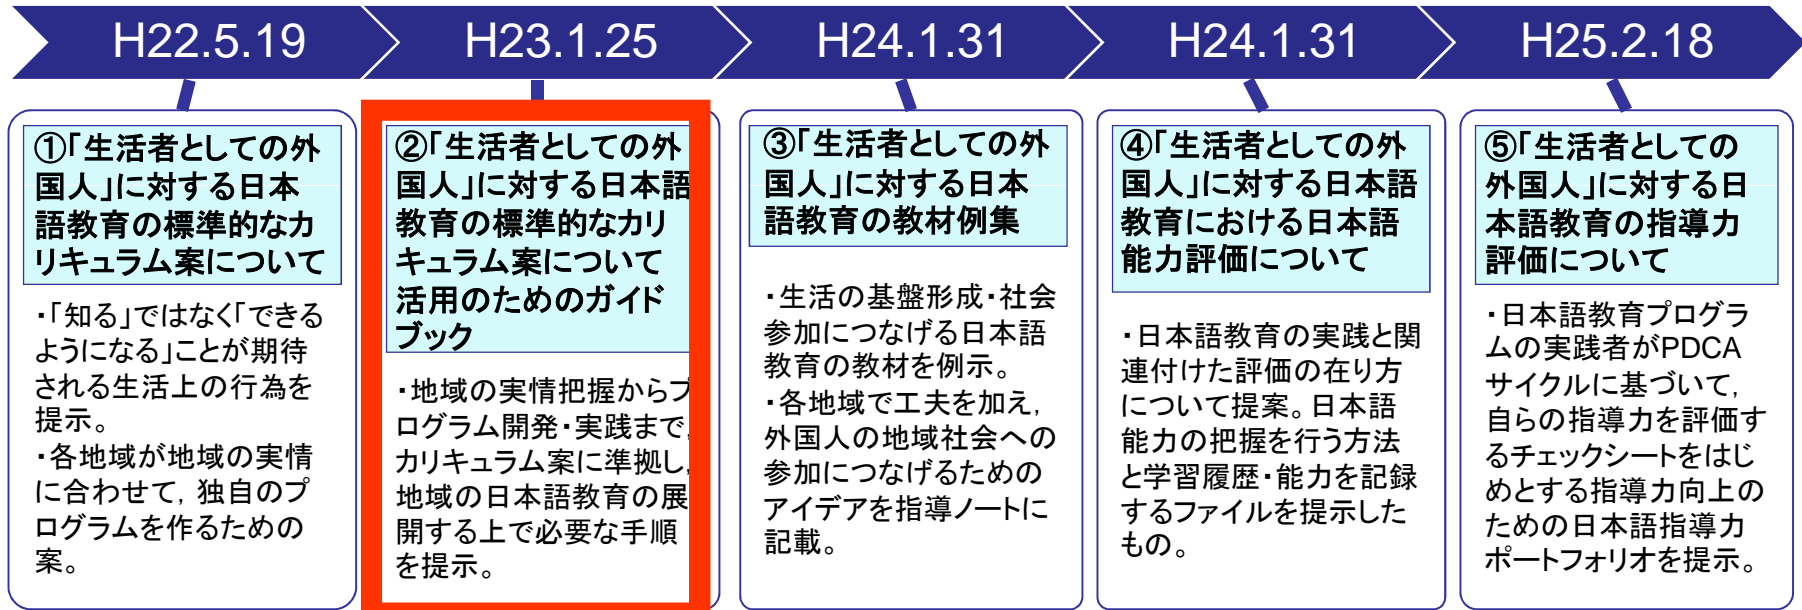 H22.5.19
H23.1.25
H24.1.31
H24.1.31
H25.2.18
①「生活者としての外
国人」に対する日本
語教育の標準的なカ
リキュラム案について
・「知る」ではなく「できる
ようになる」ことが期待
される生活上の行為を
提示。
・各地域が地域の実情
に合わせて，独自のプ
ログラムを作るための
案。
②「生活者としての外
国人」に対する日本語
教育の標準的なカリ
キュラム案について
活用のためのガイド
ブック
・地域の実情把握からプ
ログラム開発・実践まで，
カリキュラム案に準拠し，
地域の日本語教育の展
開する上で必要な手順
を提示。
③「生活者としての外
国人」に対する日本
語教育の教材例集
・生活の基盤形成・社会
参加につなげる日本語
教育の教材を例示。
・各地域で工夫を加え，
外国人の地域社会への
参加につなげるための
アイデアを指導ノートに
記載。
④「生活者としての外
国人」に対する日本語
教育における日本語
能力評価について
・日本語教育の実践と関
連付けた評価の在り方
について提案。日本語
能力の把握を行う方法
と学習履歴・能力を記録
するファイルを提示した
もの。
⑤「生活者としての
外国人」に対する日
本語教育の指導力
評価について
・日本語教育プログラ
ムの実践者がPDCA
サイクルに基づいて，
自らの指導力を評価す
るチェックシートをはじ
めとする指導力向上の
ための日本語指導力
ポートフォリオを提示。